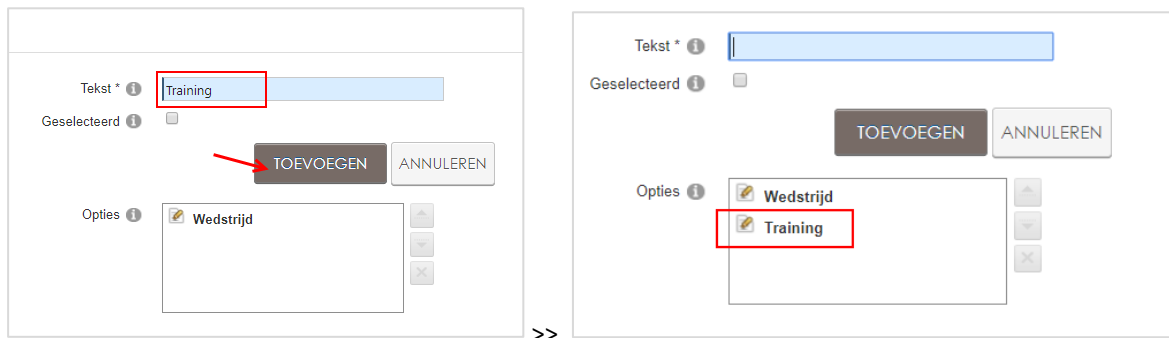 Tekst * Training
Geselecteerd
TOEVOEGEN ANNULEREN
Opties Wedstrijd
>>
Tekst *
Geselecteerd
TOEVOEGEN ANNULEREN
Opties Wedstrijd
Training